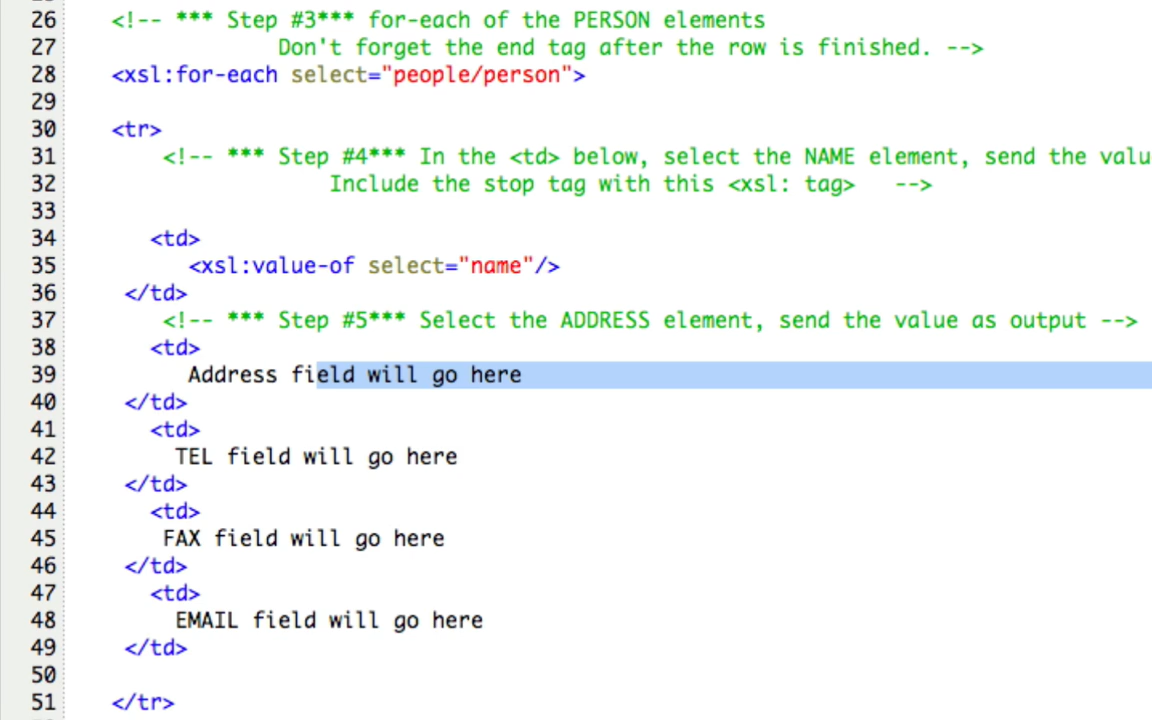 26 <!-- *** Step #3*** for-each of the PERSON elements
27 Don't forget the end tag after the row is finished. -->
28 <xsl:for-each select="people/person">
29
30 <tr>
31 <!-- *** Step #4*** In the <td> below, select the NAME element, send the valu
32 Include the stop tag with this <xsl: tag> -->
33
34 <td>
35 <xsl:value-of select="name"/>
36 </td>
37 <!-- *** Step #5*** Select the ADDRESS element, send the value as output -->
38 <td>
39 Address field will go here
40 </td>
41 <td>
42 TEL field will go here
43 </td>
44 <td>
45 FAX field will go here
46 </td>
47 <td>
48 EMAIL field will go here
49 </td>
50
51 </tr>